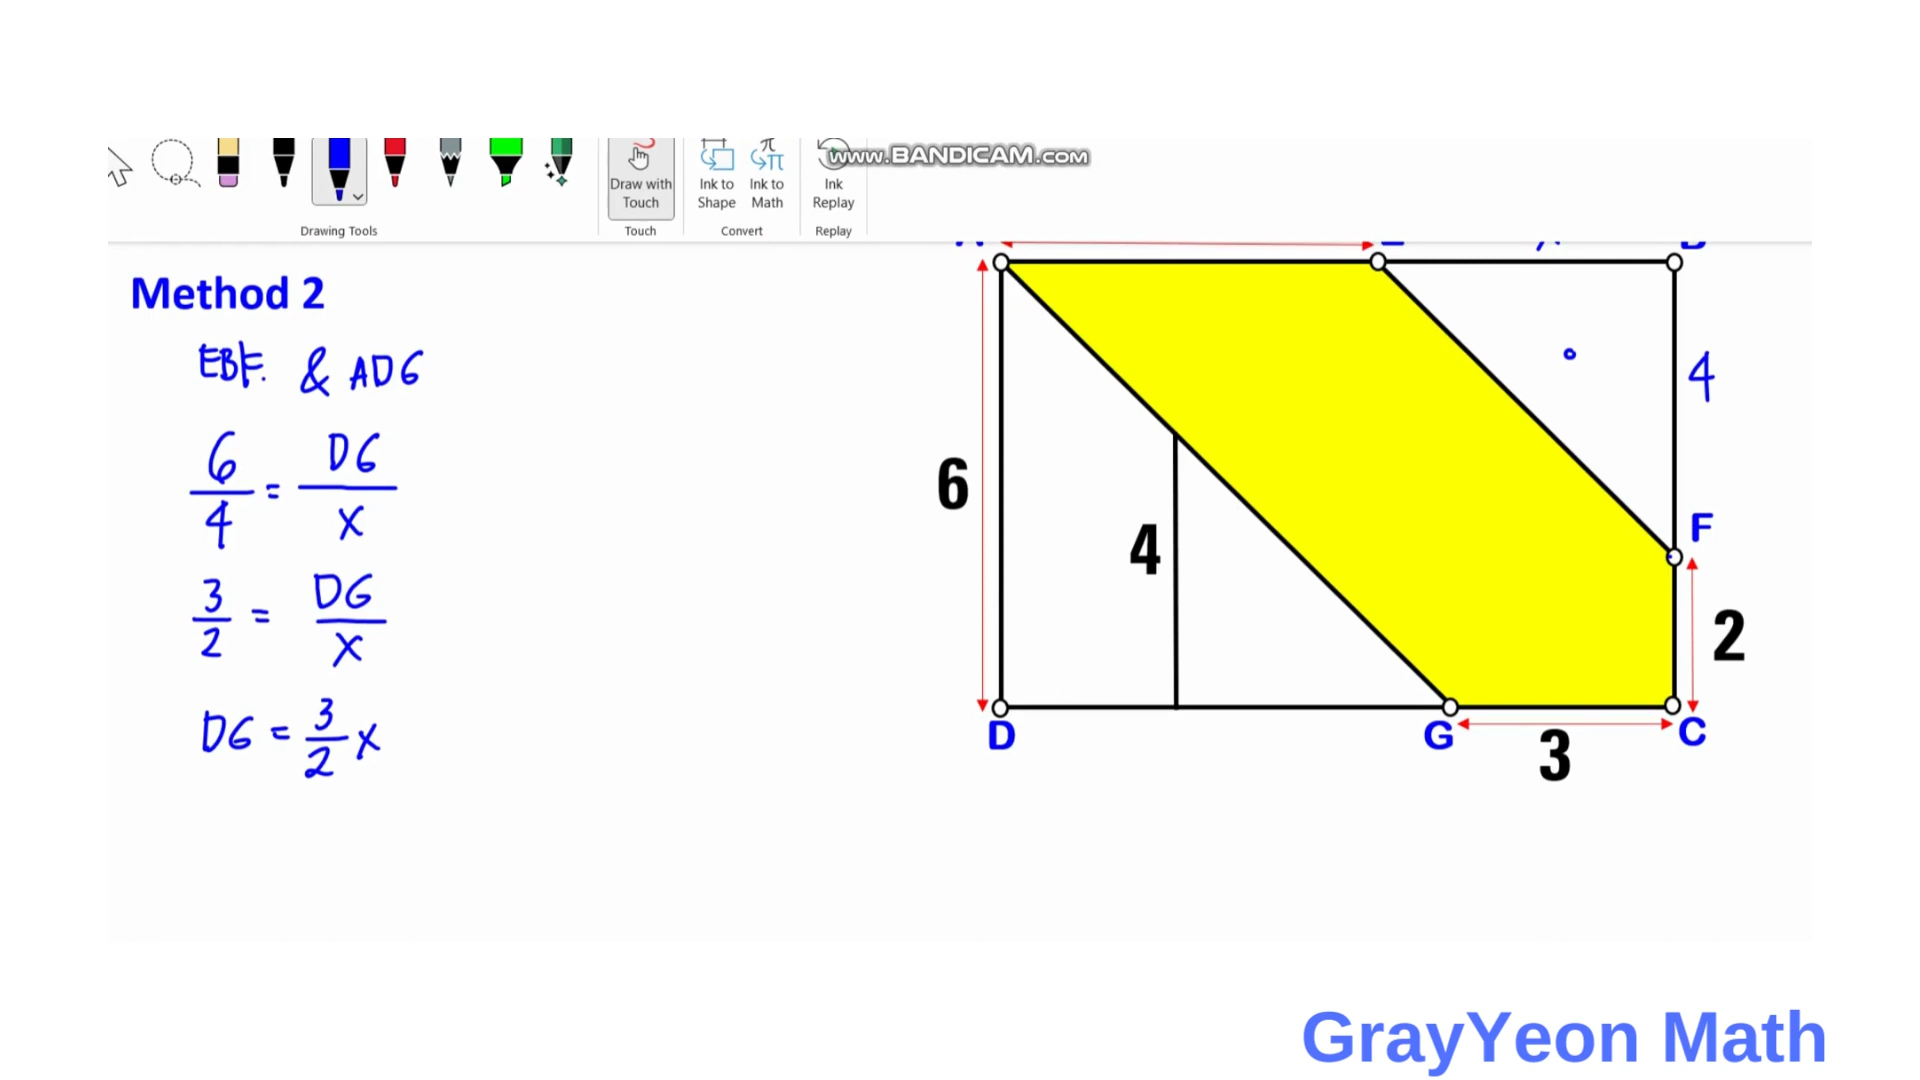 www.BANDICAM.com
Draw with Touch
Ink to Shape
Ink to Math
Ink Replay
Drawing Tools
Touch
Convert
Replay
Method 2
EBF. & ADG
6/4 = DG/x
3/2 = DG/x
DG = 3/2 x
4
F
6
4
2
D
G
C
3
GrayYeon Math